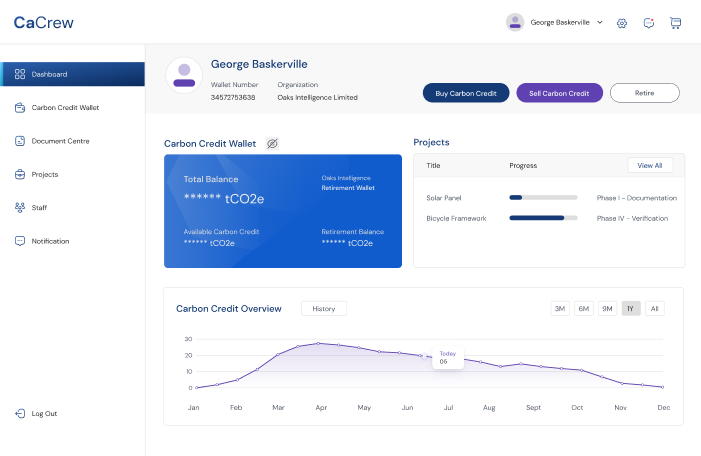 CaCrew
George Baskerville
Dashboard
Carbon Credit Wallet
Document Centre
Projects
Staff
Notification
Log Out
George Baskerville
Wallet Number
Organization
34572753638
Oaks Intelligence Limited
Buy Carbon Credit
Sell Carbon Credit
Retire
Carbon Credit Wallet
Total Balance
****** tCO2e
Oaks Intelligence
Retirement Wallet
Available Carbon Credit
****** tCO2e
Retirement Balance
****** tCO2e
Projects
Title
Progress
View All
Solar Panel
Phase I - Documentation
Bicycle Framework
Phase IV - Verification
Carbon Credit Overview
History
3M
6M
9M
1Y
All
30
20
10
0
Today
06
Jan
Feb
Mar
Apr
May
Jun
Jul
Aug
Sept
Oct
Nov
Dec